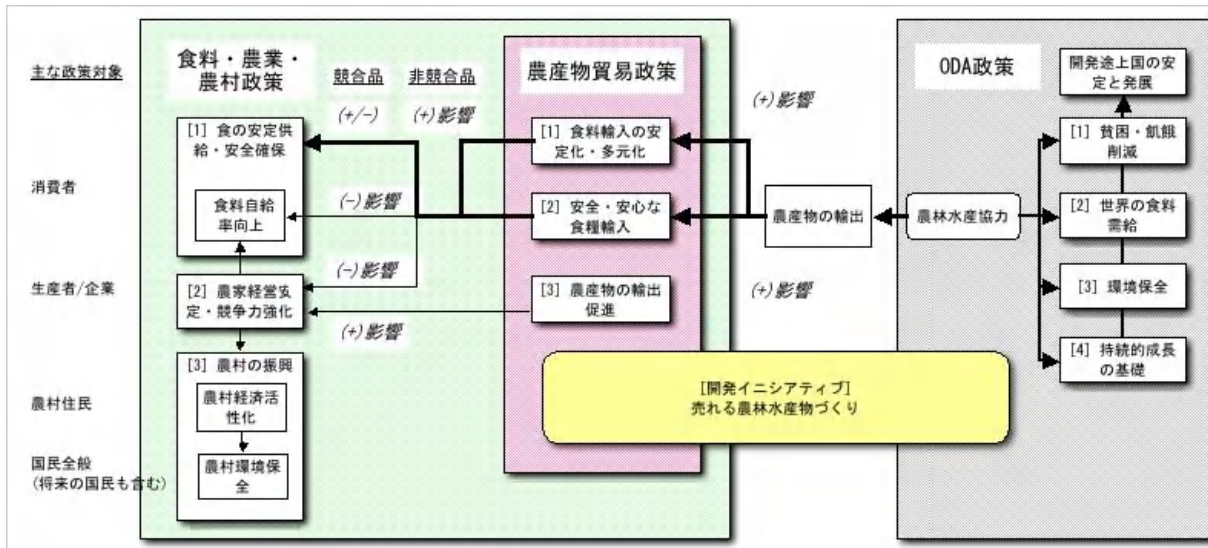 主な政策対象
消費者
生産者/企業
農村住民
国民全般
(将来の国民も含む)
食料・農業・
農村政策
競合品
非競合品
(+/-)
(+)影響
[1] 食の安定供
給・安全確保
食料自給
率向上
(-)影響
(-)影響
[2] 農家経営安
定・競争力強化
(+)影響
[3] 農村の振興
農村経済活
性化
農村環境保
全
農産物貿易政策
[1] 食料輸入の安
定化・多元化
[2] 安全・安心な
食糧輸入
[3] 農産物の輸出
促進
(+)影響
農産物の輸出
(+)影響
[開発イニシアティブ]
売れる農林水産物づくり
ODA政策
農林水産協力
開発途上国の安
定と発展
[1] 貧困・飢餓
削減
[2] 世界の食料
需給
[3] 環境保全
[4] 持続的成長
の基礎